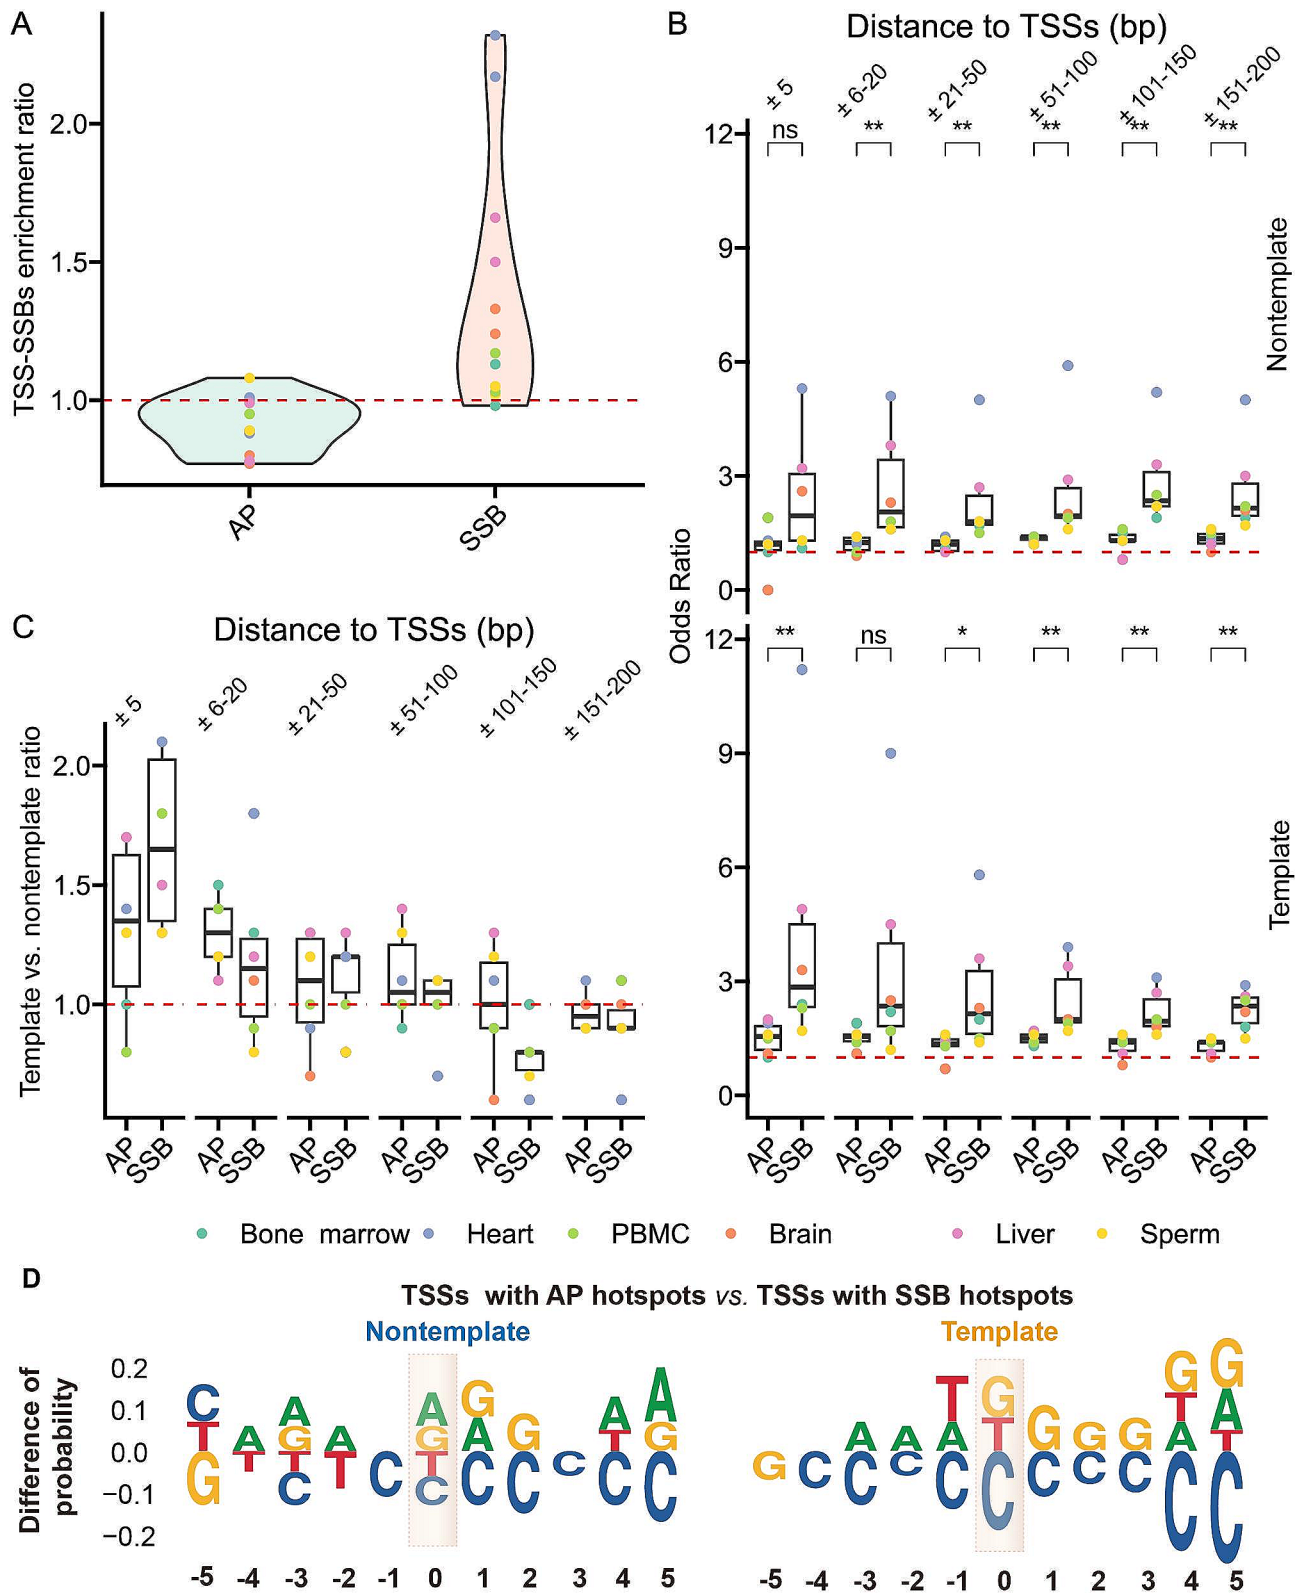 A
TSS-SSBs enrichment ratio
2.0
1.5
1.0
AP
SSB
B
Distance to TSSs (bp)
± 5
± 6-20
± 21-50
± 51-100
± 101-150
± 151-200
12
9
6
3
0
ns
**
**
**
**
**
Nontemplate
Odds Ratio
12
9
6
3
0
**
ns
*
**
**
**
Template
AP
SSB
AP
SSB
AP
SSB
AP
SSB
AP
SSB
AP
SSB
C
Distance to TSSs (bp)
± 5
± 6-20
± 21-50
± 51-100
± 101-150
± 151-200
Template vs. nontemplate ratio
2.0
1.5
1.0
AP
SSB
AP
SSB
AP
SSB
AP
SSB
AP
SSB
AP
SSB
Bone marrow
Heart
PBMC
Brain
Liver
Sperm
D
TSSs with AP hotspots vs. TSSs with SSB hotspots
Nontemplate
Template
Difference of
probability
0.2
0.1
0.0
−0.1
−0.2
C T G
A T
A G T C
A T
C
A G T C
G A C
G C
C
A T C
A G C
-5 -4 -3 -2 -1 0 1 2 3 4 5
G
C
A C
A C
T A C
G T C
G C
G C
G C
G T A C
G A T C
-5 -4 -3 -2 -1 0 1 2 3 4 5